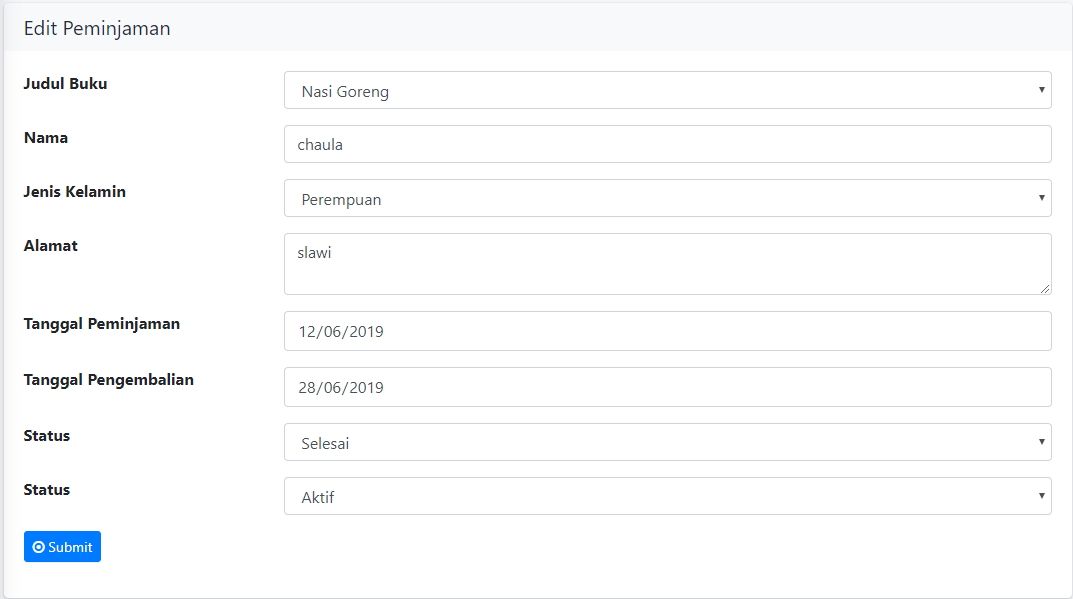 Edit Peminjaman
Judul Buku
Nasi Goreng
Nama
chaula
Jenis Kelamin
Perempuan
Alamat
slawi
Tanggal Peminjaman
12/06/2019
Tanggal Pengembalian
28/06/2019
Status
Selesai
Status
Aktif
Submit